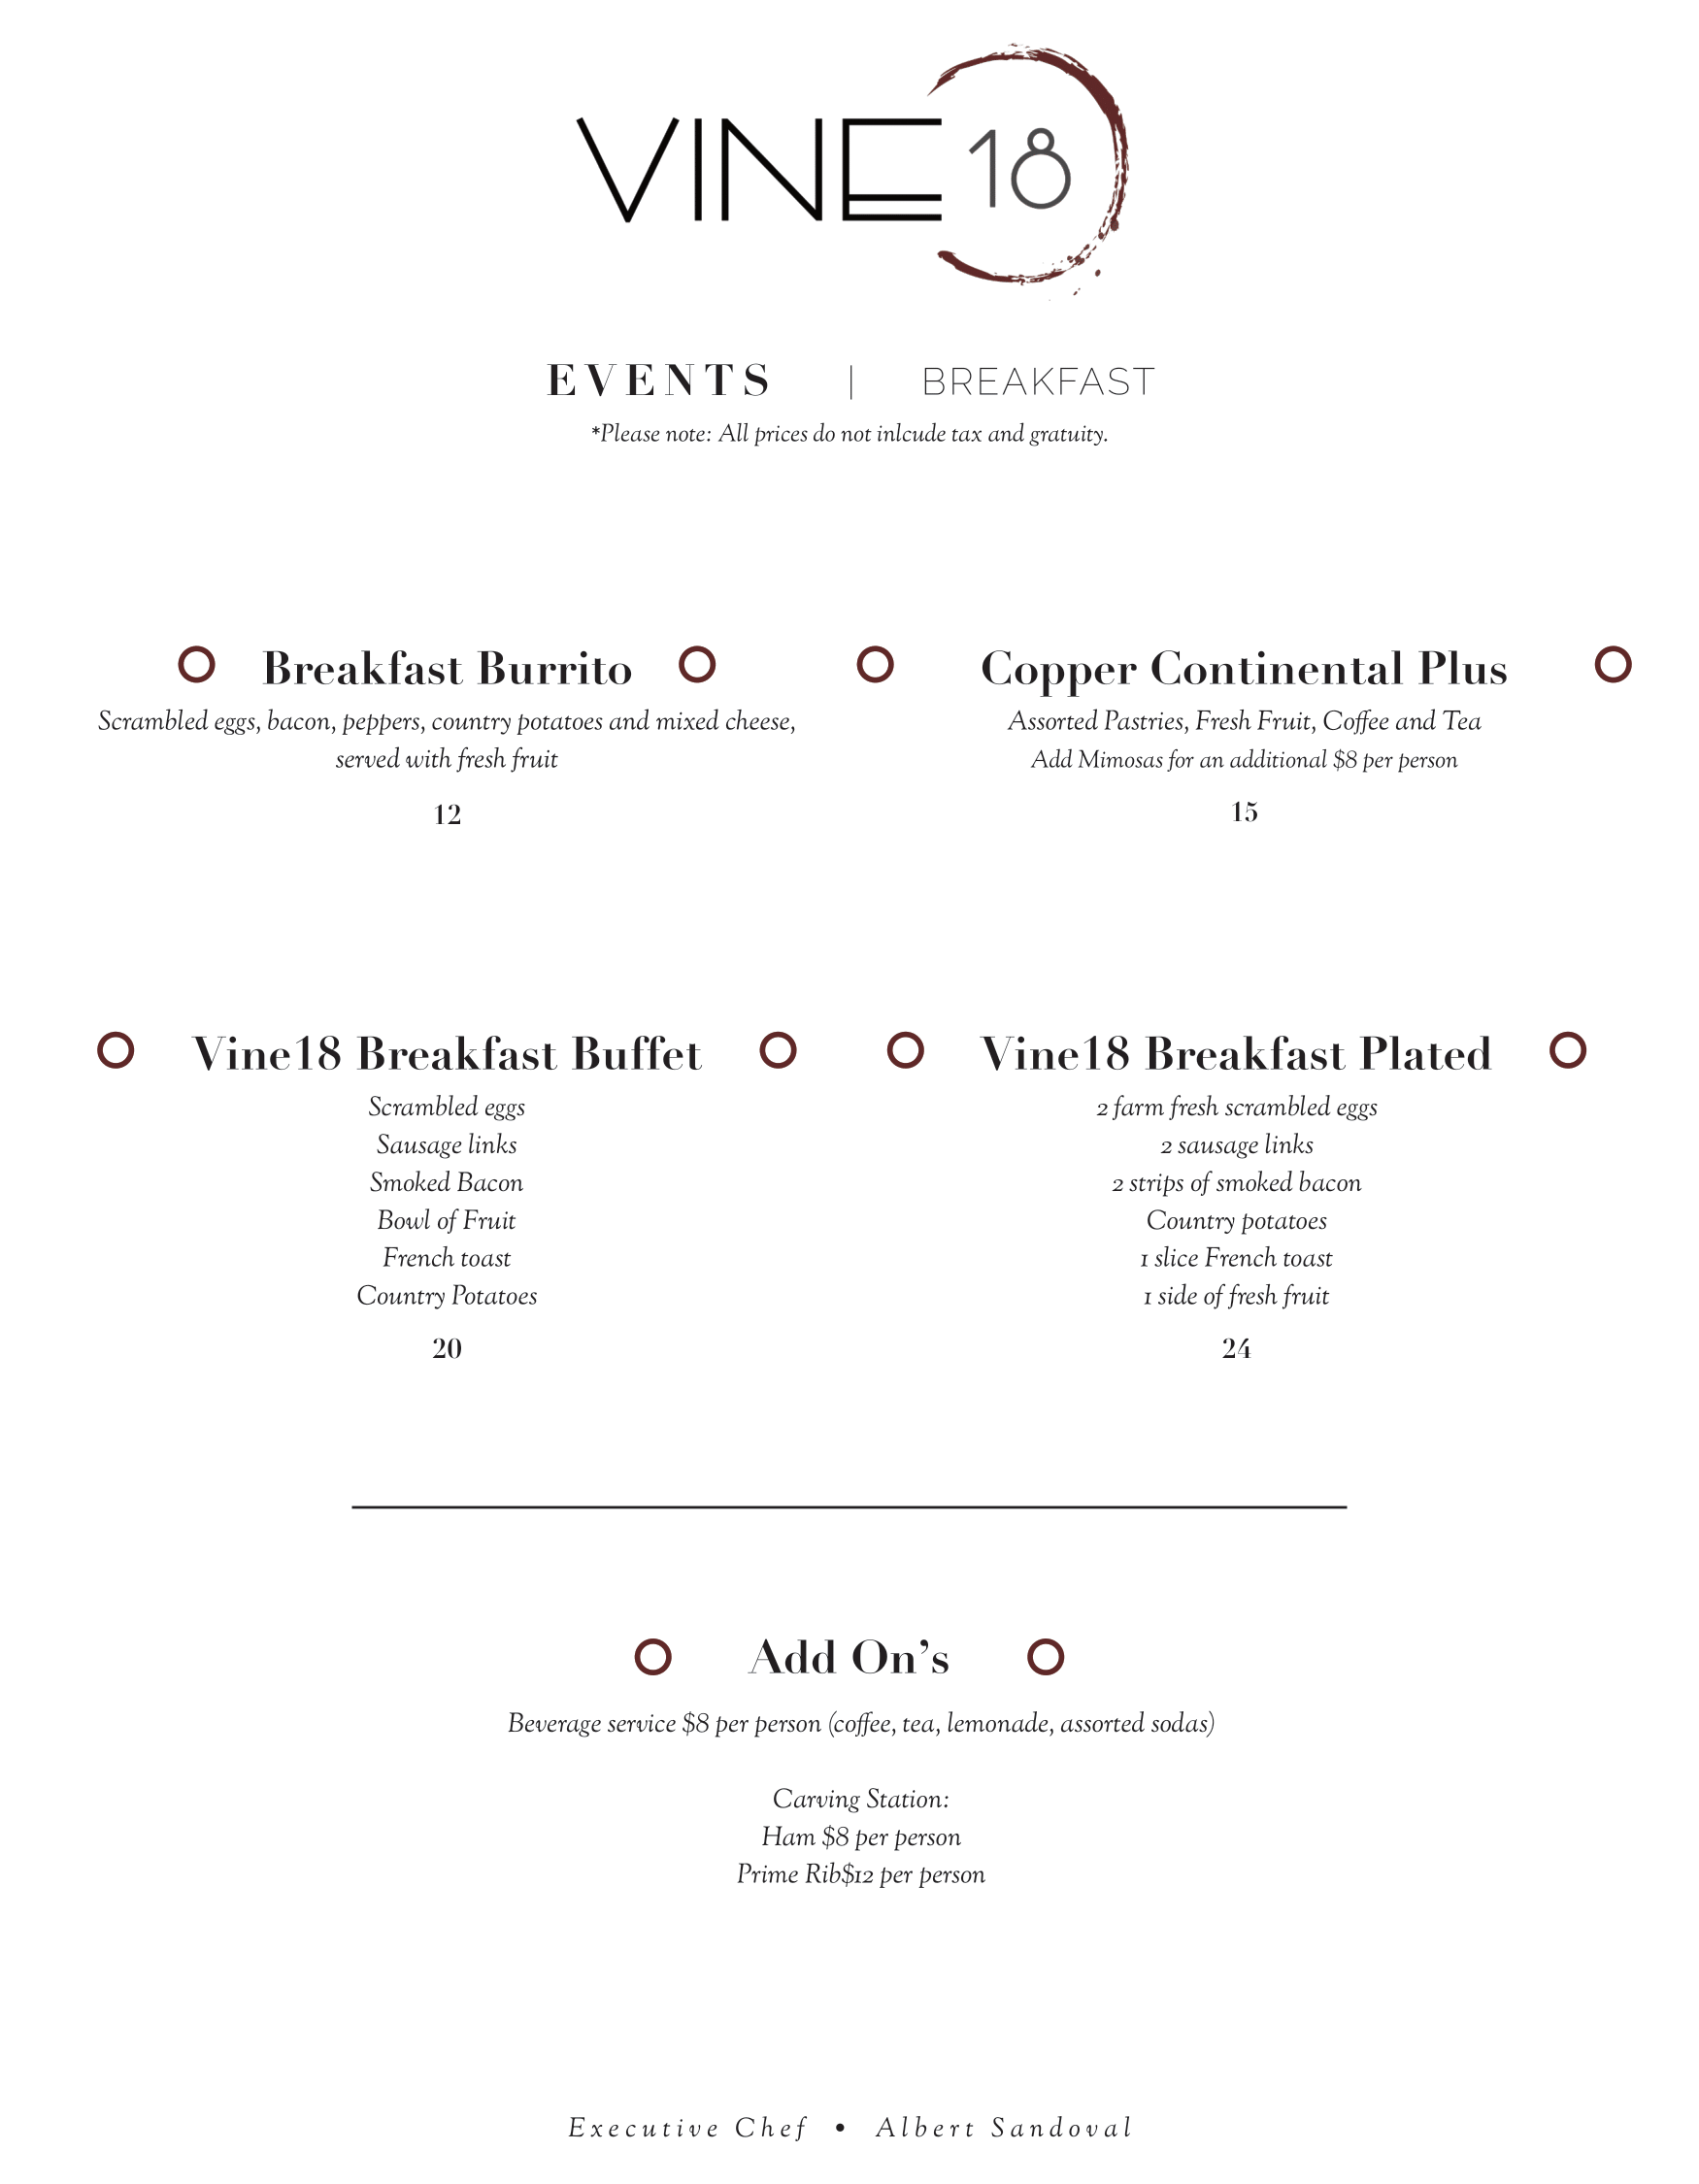 VINE 18
EVENTS | BREAKFAST
*Please note: All prices do not inlcude tax and gratuity.
Breakfast Burrito
Scrambled eggs, bacon, peppers, country potatoes and mixed cheese,
served with fresh fruit
12
Copper Continental Plus
Assorted Pastries, Fresh Fruit, Coffee and Tea
Add Mimosas for an additional $8 per person
15
Vine18 Breakfast Buffet
Scrambled eggs
Sausage links
Smoked Bacon
Bowl of Fruit
French toast
Country Potatoes
20
Vine18 Breakfast Plated
2 farm fresh scrambled eggs
2 sausage links
2 strips of smoked bacon
Country potatoes
1 slice French toast
1 side of fresh fruit
24
Add On’s
Beverage service $8 per person (coffee, tea, lemonade, assorted sodas)
Carving Station:
Ham $8 per person
Prime Rib$12 per person
Executive Chef • Albert Sandoval